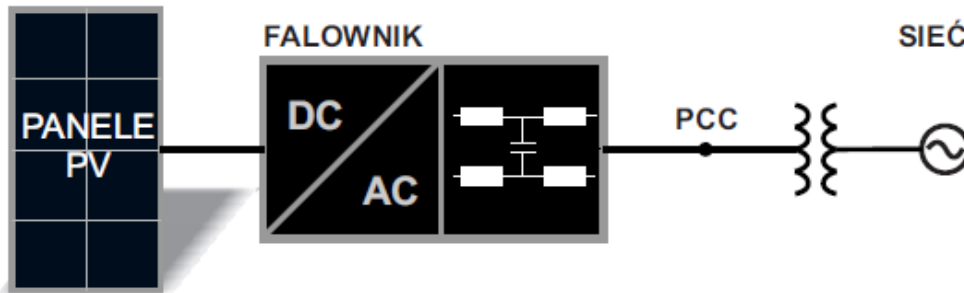 FALOWNIK
SIEĆ
PANELE
PV
DC
AC
PCC